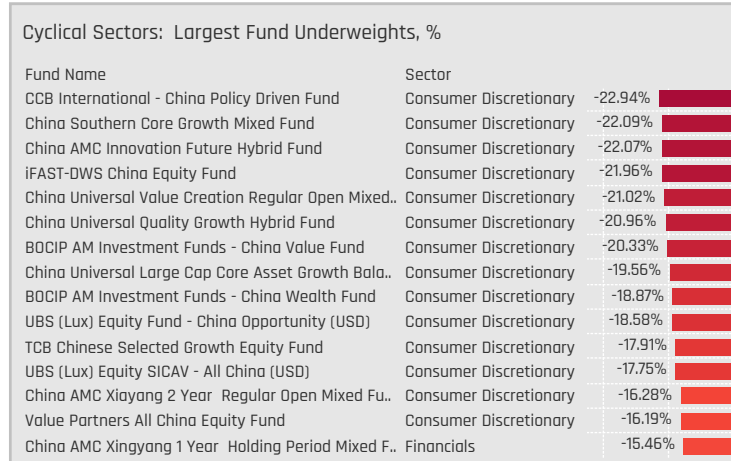 Cyclical Sectors:  Largest Fund Underweights, %
Fund Name Sector
CCB International - China Policy Driven Fund Consumer Discretionary -22.94%
China Southern Core Growth Mixed Fund Consumer Discretionary -22.09%
China AMC Innovation Future Hybrid Fund Consumer Discretionary -22.07%
iFAST-DWS China Equity Fund Consumer Discretionary -21.96%
China Universal Value Creation Regular Open Mixed.. Consumer Discretionary -21.02%
China Universal Quality Growth Hybrid Fund Consumer Discretionary -20.96%
BOCIP AM Investment Funds - China Value Fund Consumer Discretionary -20.33%
China Universal Large Cap Core Asset Growth Bala.. Consumer Discretionary -19.56%
BOCIP AM Investment Funds - China Wealth Fund Consumer Discretionary -18.87%
UBS (Lux) Equity Fund - China Opportunity (USD) Consumer Discretionary -18.58%
TCB Chinese Selected Growth Equity Fund Consumer Discretionary -17.91%
UBS (Lux) Equity SICAV - All China (USD) Consumer Discretionary -17.75%
China AMC Xiayang 2 Year  Regular Open Mixed Fu.. Consumer Discretionary -16.28%
Value Partners All China Equity Fund Consumer Discretionary -16.19%
China AMC Xingyang 1 Year  Holding Period Mixed F.. Financials -15.46%